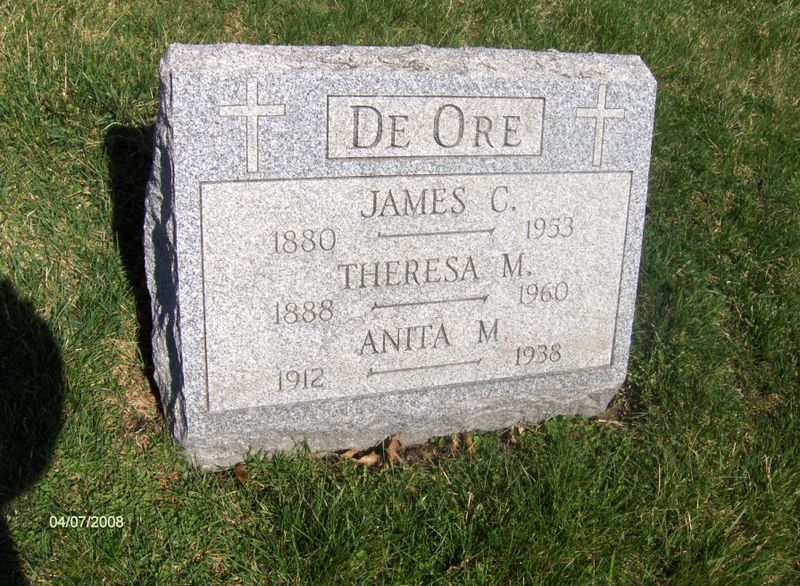 DE ORE
JAMES C.
1880 1953
THERESA M.
1888 1960
ANITA M.
1912 1938
04/07/2008